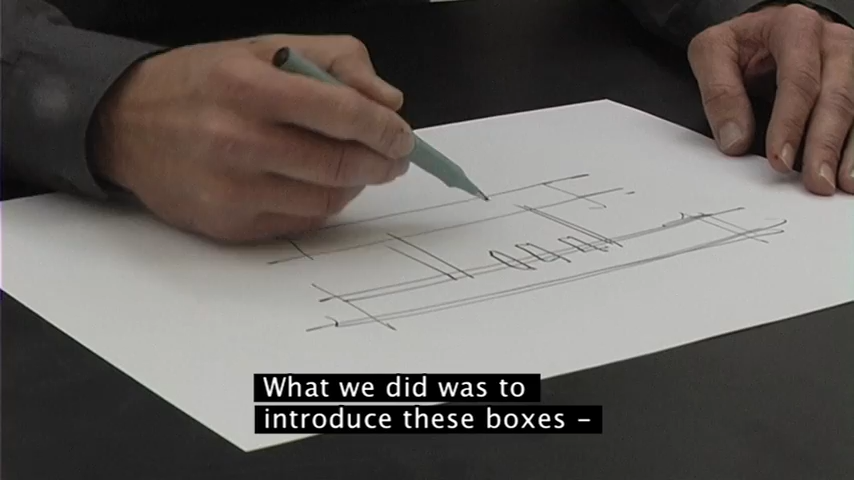 What we did was to
introduce these boxes –